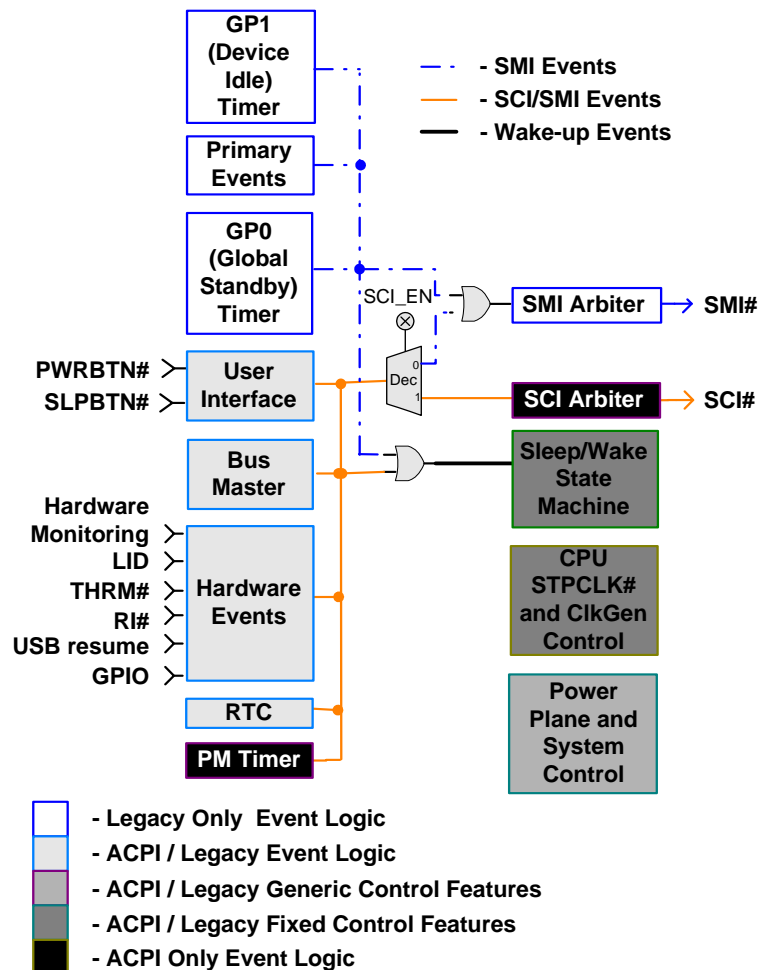 GP1
(Device
Idle)
Timer
- SMI Events
- SCI/SMI Events
- Wake-up Events
Primary
Events
GP0
(Global
Standby)
Timer
SCI_EN
SMI Arbiter
SMI#
PWRBTN#
SLPBTN#
User
Interface
0
Dec
1
SCI Arbiter
SCI#
Bus
Master
Sleep/Wake
State
Machine
Hardware
Monitoring
LID
THRM#
RI#
USB resume
GPIO
Hardware
Events
CPU
STPCLK#
and ClkGen
Control
RTC
PM Timer
Power
Plane and
System
Control
- Legacy Only Event Logic
- ACPI / Legacy Event Logic
- ACPI / Legacy Generic Control Features
- ACPI / Legacy Fixed Control Features
- ACPI Only Event Logic